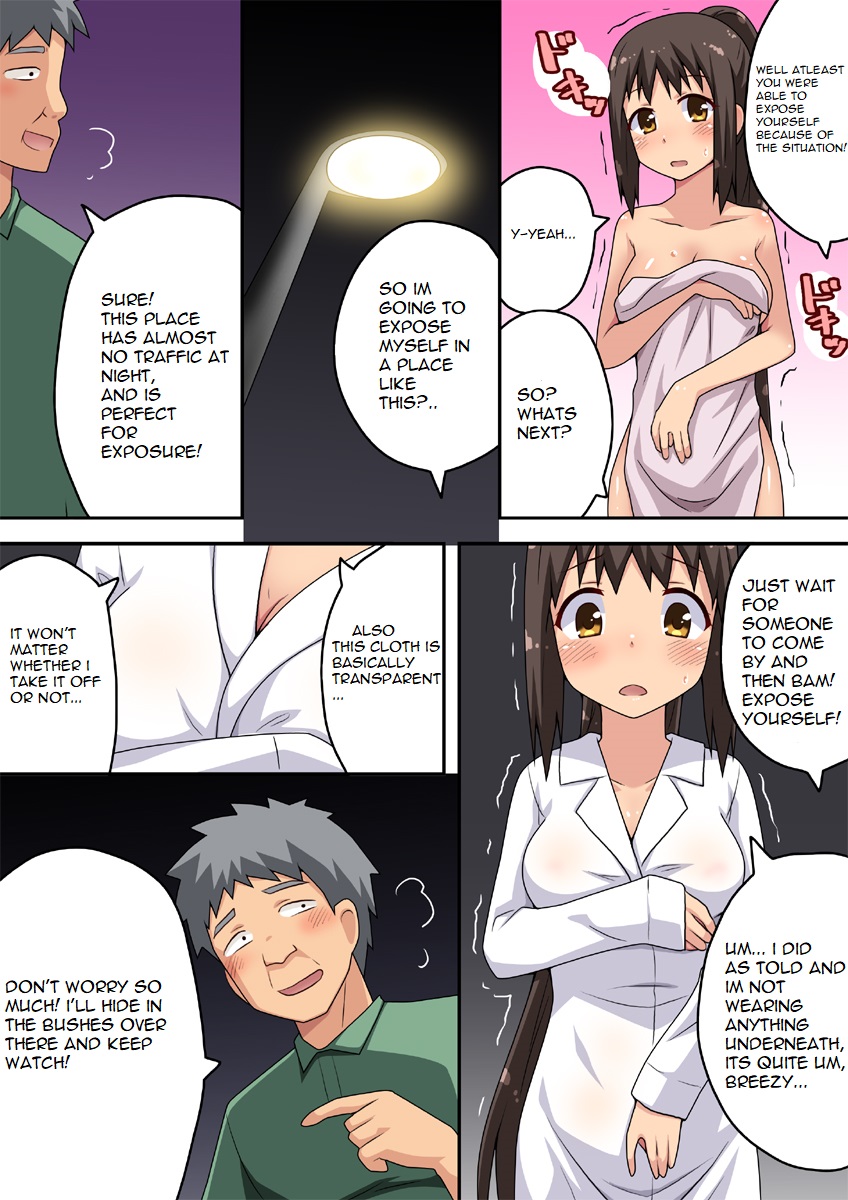 WELL ATLEAST
YOU WERE
ABLE TO
EXPOSE
YOURSELF
BECAUSE OF
THE SITUATION!
ドキッ
Y-YEAH...
ドキッ
SO?
WHATS
NEXT?
SO IM
GOING TO
EXPOSE
MYSELF IN
A PLACE
LIKE
THIS?..
SURE!
THIS PLACE
HAS ALMOST
NO TRAFFIC AT
NIGHT,
AND IS
PERFECT
FOR
EXPOSURE!
JUST WAIT
FOR
SOMEONE
TO COME
BY AND
THEN BAM!
EXPOSE
YOURSELF!
UM... I DID
AS TOLD AND
IM NOT
WEARING
ANYTHING
UNDERNEATH,
ITS QUITE UM,
BREEZY...
ALSO
THIS CLOTH IS
BASICALLY
TRANSPARENT
...
IT WON'T
MATTER
WHETHER I
TAKE IT OFF
OR NOT...
DON'T WORRY SO
MUCH! I'LL HIDE IN
THE BUSHES OVER
THERE AND KEEP
WATCH!